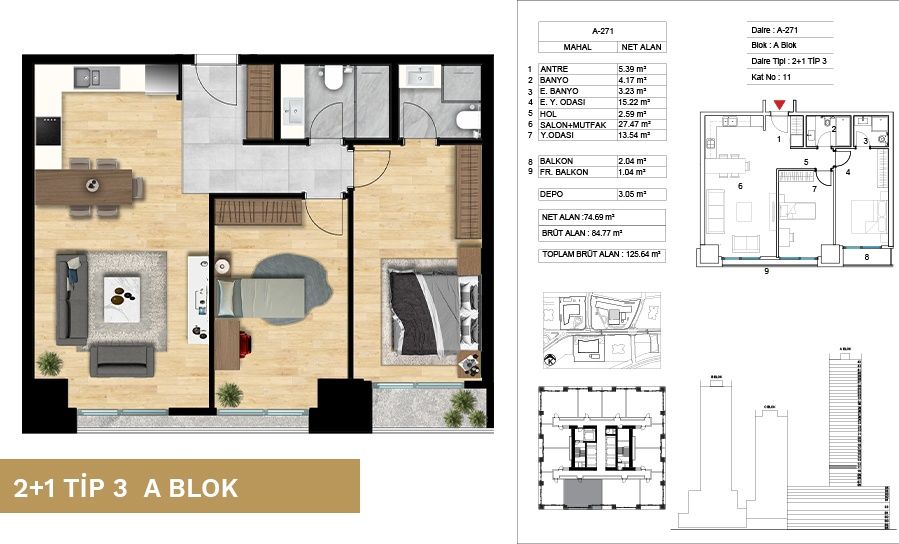 2+1 TİP 3 A BLOK
A-271
MAHAL NET ALAN
1 ANTRE 5.39 m²
2 BANYO 4.17 m²
3 E. BANYO 3.23 m²
4 E. Y. ODASI 15.22 m²
5 HOL 2.59 m²
6 SALON+MUTFAK 27.47 m²
7 Y.ODASI 13.54 m²
8 BALKON 2.04 m²
9 FR. BALKON 1.04 m²
DEPO 3.05 m²
NET ALAN :74.69 m²
BRÜT ALAN : 84.77 m²
TOPLAM BRÜT ALAN : 125.64 m²
Daire : A-271
Blok : A Blok
Daire Tipi : 2+1 TİP 3
Kat No : 11
1
2
3
5
4
6
7
8
9
A BLOK
B BLOK
C BLOK